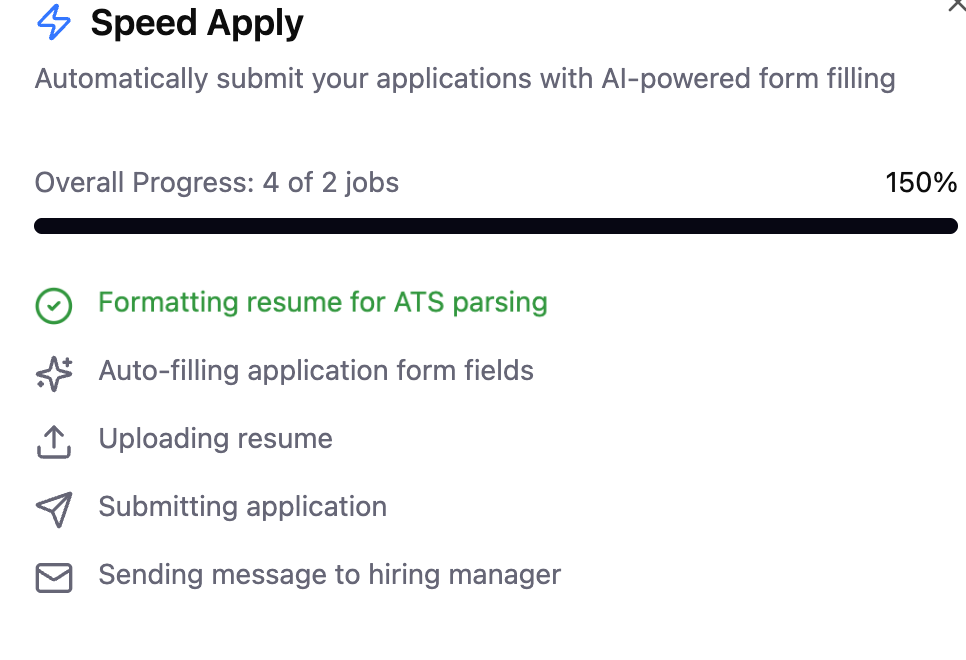 Speed Apply
Automatically submit your applications with AI-powered form filling
Overall Progress: 4 of 2 jobs 150%
Formatting resume for ATS parsing
Auto-filling application form fields
Uploading resume
Submitting application
Sending message to hiring manager